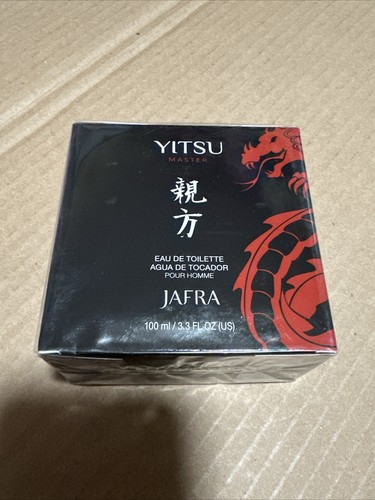 YITSU
MASTER
親
方
EAU DE TOILETTE
AGUA DE TOCADOR
POUR HOMME
JAFRA
100 ml / 3.3 FL OZ (US)